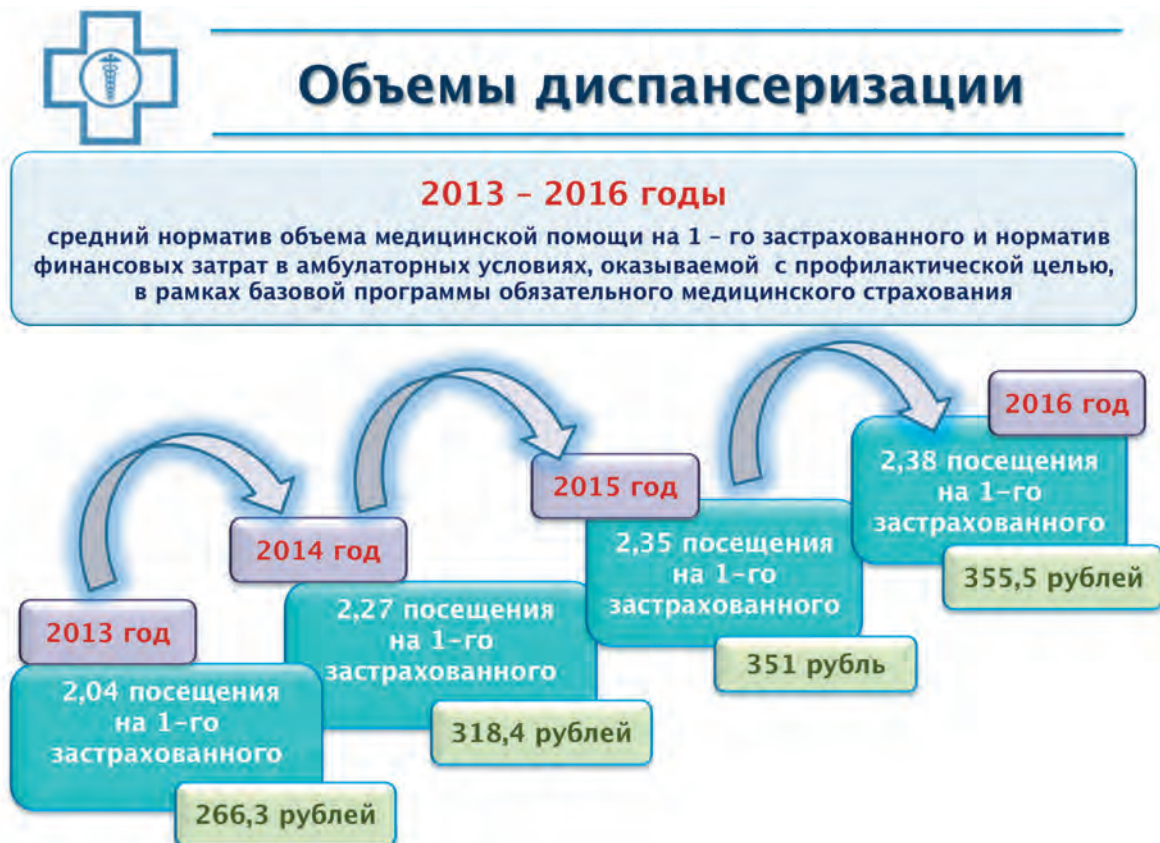 Объемы диспансеризации
2013 – 2016 годы
средний норматив объема медицинской помощи на 1 – го застрахованного и норматив
финансовых затрат в амбулаторных условиях, оказываемой с профилактической целью,
в рамках базовой программы обязательного медицинского страхования
2013 год
2,04 посещения
на 1-го
застрахованного
266,3 рублей
2014 год
2,27 посещения
на 1-го
застрахованного
318,4 рублей
2015 год
2,35 посещения
на 1-го
застрахованного
351 рубль
2016 год
2,38 посещения
на 1-го
застрахованного
355,5 рублей